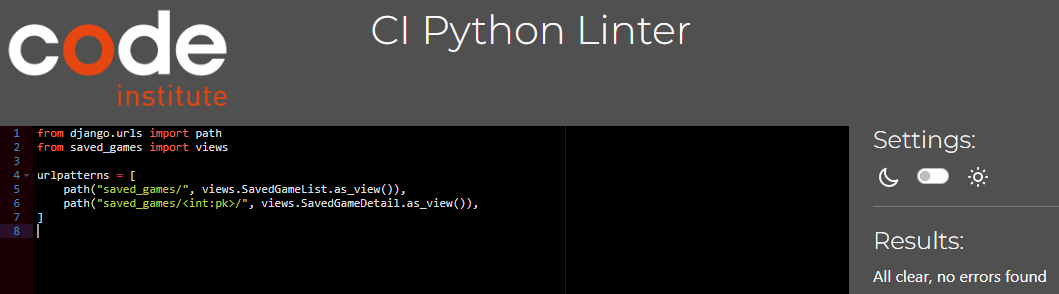 code
institute
CI Python Linter
1 from django.urls import path
2 from saved_games import views
3
4 urlpatterns = [
5     path("saved_games/", views.SavedGameList.as_view()),
6     path("saved_games/<int:pk>/", views.SavedGameDetail.as_view()),
7 ]
8
Settings:
Results:
All clear, no errors found